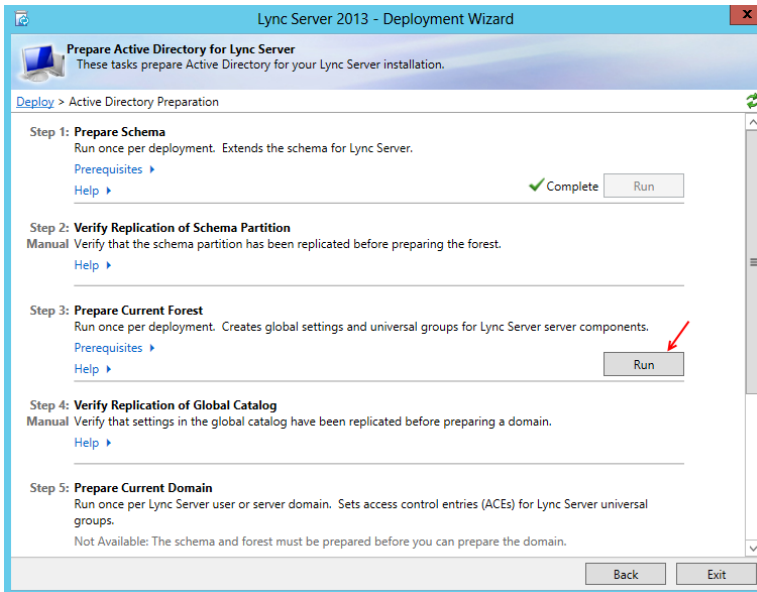 Lync Server 2013 - Deployment Wizard
x
Prepare Active Directory for Lync Server
These tasks prepare Active Directory for your Lync Server installation.
Deploy > Active Directory Preparation
Step 1: Prepare Schema
Run once per deployment.  Extends the schema for Lync Server.
Prerequisites
Help
Complete Run
Step 2: Verify Replication of Schema Partition
Manual Verify that the schema partition has been replicated before preparing the forest.
Help
Step 3: Prepare Current Forest
Run once per deployment.  Creates global settings and universal groups for Lync Server server components.
Prerequisites
Help
Run
Step 4: Verify Replication of Global Catalog
Manual Verify that settings in the global catalog have been replicated before preparing a domain.
Help
Step 5: Prepare Current Domain
Run once per Lync Server user or server domain.  Sets access control entries (ACEs) for Lync Server universal
groups.
Not Available: The schema and forest must be prepared before you can prepare the domain.
Back Exit